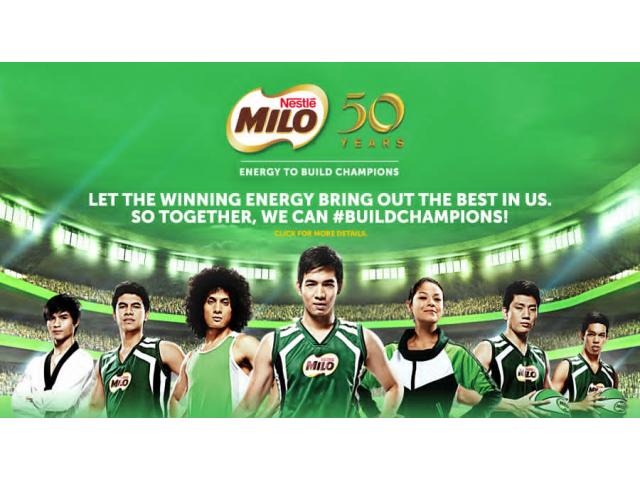 Nestlé
MILO
50
YEARS
ENERGY TO BUILD CHAMPIONS
LET THE WINNING ENERGY BRING OUT THE BEST IN US.
SO TOGETHER, WE CAN #BUILDCHAMPIONS!
CLICK FOR MORE DETAILS.
MILO
MILO
MILO